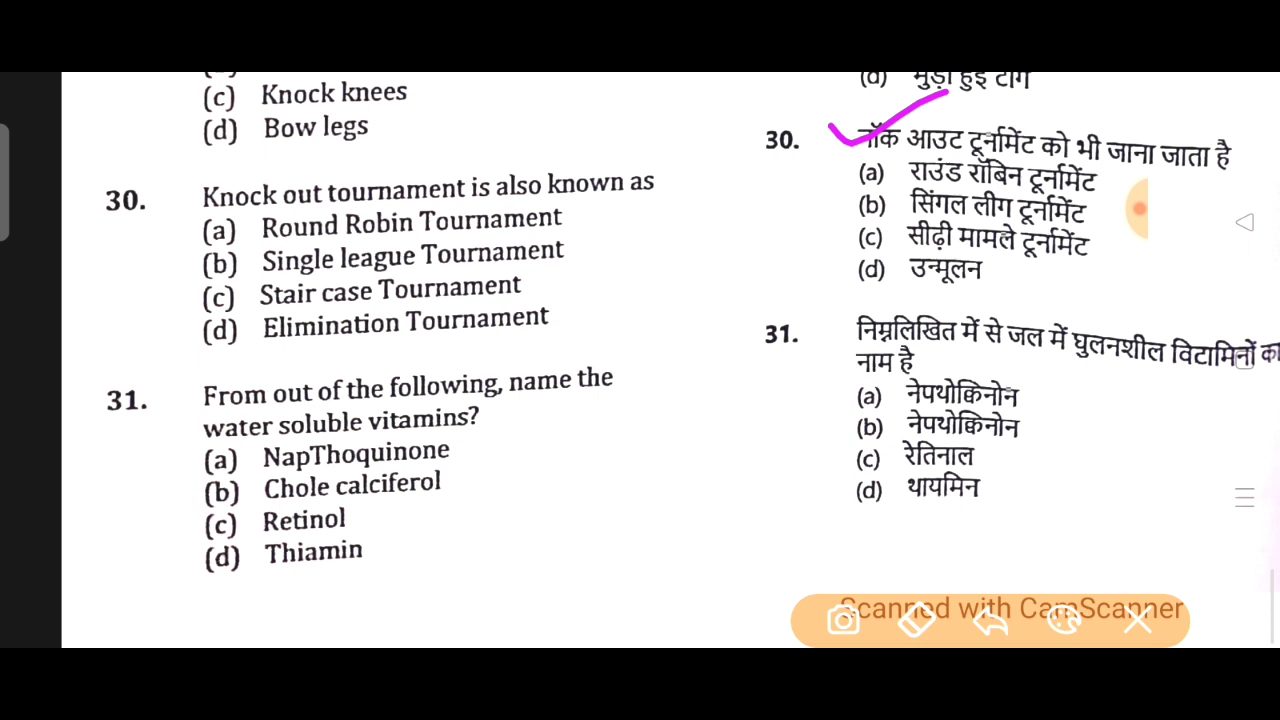 (c) Knock knees
(d) Bow legs
30. Knock out tournament is also known as
(a) Round Robin Tournament
(b) Single league Tournament
(c) Stair case Tournament
(d) Elimination Tournament
31. From out of the following, name the
water soluble vitamins?
(a) NapThoquinone
(b) Chole calciferol
(c) Retinol
(d) Thiamin
(d) मुड़ी हुई टांग
30. नॉक आउट टूर्नामेंट को भी जाना जाता है
(a) राउंड रॉबिन टूर्नामेंट
(b) सिंगल लीग टूर्नामेंट
(c) सीढ़ी मामले टूर्नामेंट
(d) उन्मूलन
31. निम्नलिखित में से जल में घुलनशील विटामिनों का
नाम है
(a) नेपथोक्विनोन
(b) नेपथोक्विनोन
(c) रेतिनाल
(d) थायमिन
Scanned with CamScanner